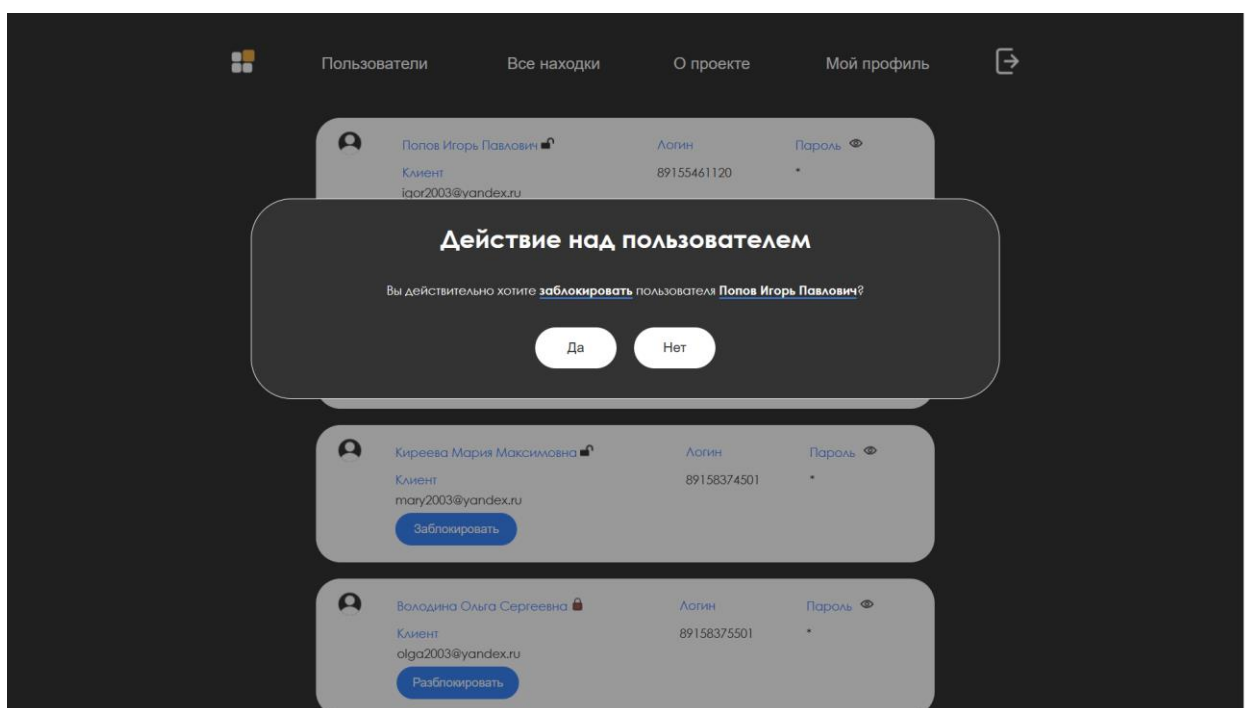 Пользователи Все находки О проекте Мой профиль
Попов Игорь Павлович Логин Пароль
Клиент 89155461120 *
igor2003@yandex.ru
Действие над пользователем
Вы действительно хотите заблокировать пользователя Попов Игорь Павлович?
Да Нет
Киреева Мария Максимовна Логин Пароль
Клиент 89158374501 *
mary2003@yandex.ru
Заблокировать
Володина Ольга Сергеевна Логин Пароль
Клиент 89158375501 *
olga2003@yandex.ru
Разблокировать